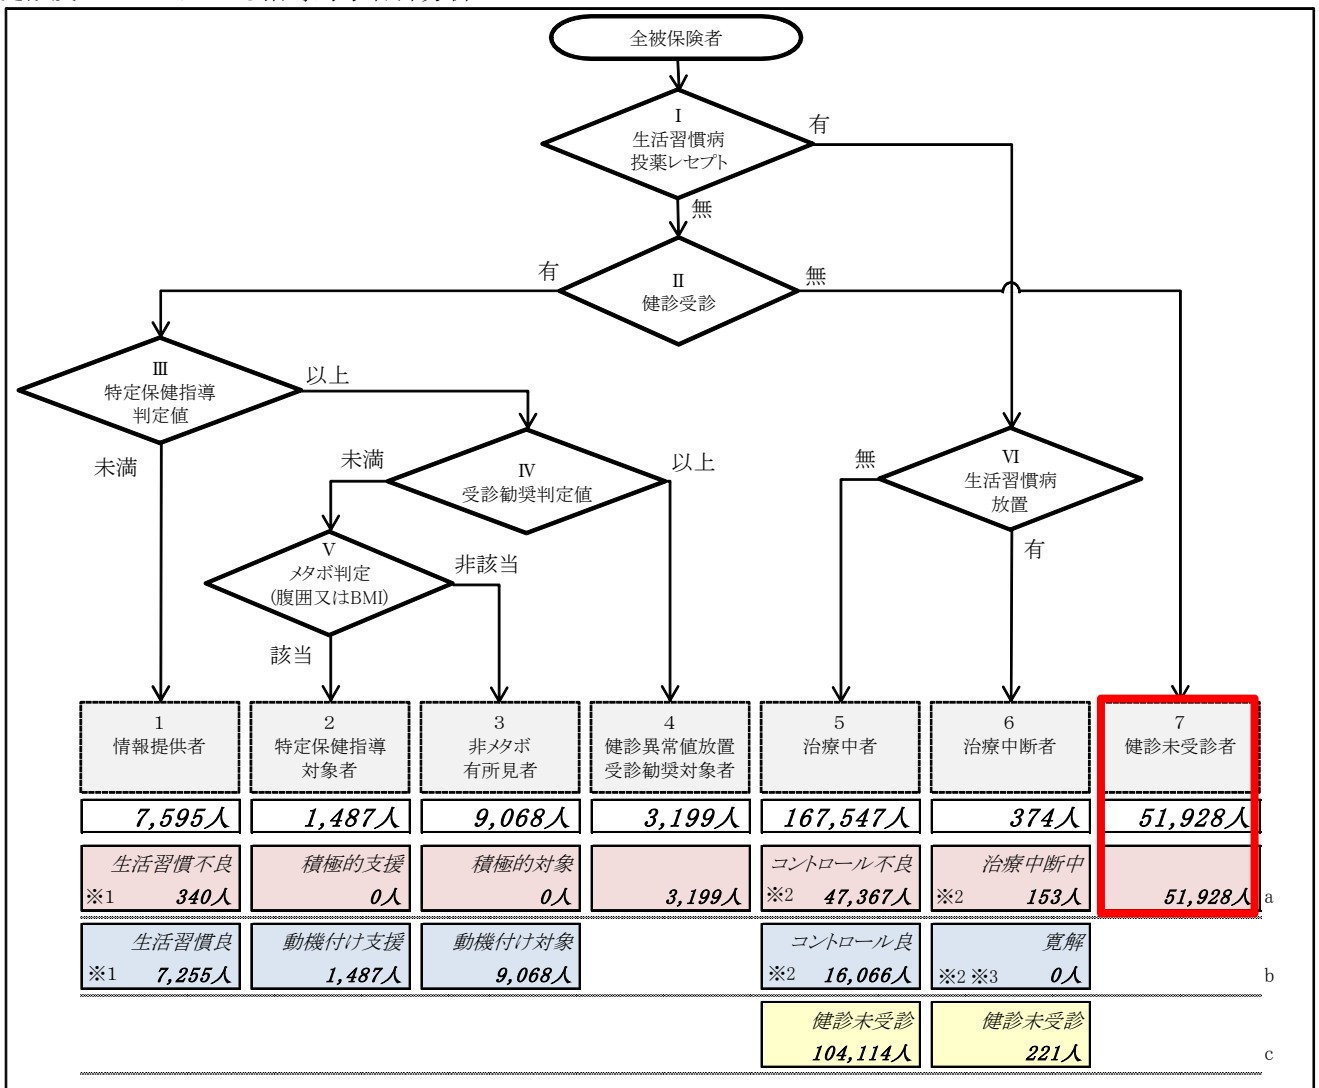 全被保険者
Ⅰ
生活習慣病
投薬レセプト
有
無
Ⅱ
健診受診
有
無
Ⅲ
特定保健指導
判定値
以上
未満
Ⅳ
受診勧奨判定値
未満
以上
Ⅵ
生活習慣病
放置
無
有
Ⅴ
メタボ判定
(腹囲又はBMI)
非該当
該当
1
情報提供者
2
特定保健指導
対象者
3
非メタボ
有所見者
4
健診異常値放置
受診勧奨対象者
5
治療中者
6
治療中断者
7
健診未受診者
7,595人
1,487人
9,068人
3,199人
167,547人
374人
51,928人
生活習慣不良
※1 340人
積極的支援
0人
積極的対象
0人
3,199人
コントロール不良
※2 47,367人
治療中断中
※2 153人
51,928人
a
生活習慣良
※1 7,255人
動機付け支援
1,487人
動機付け対象
9,068人
コントロール良
※2 16,066人
寛解
※2 ※3 0人
b
健診未受診
104,114人
健診未受診
221人
c